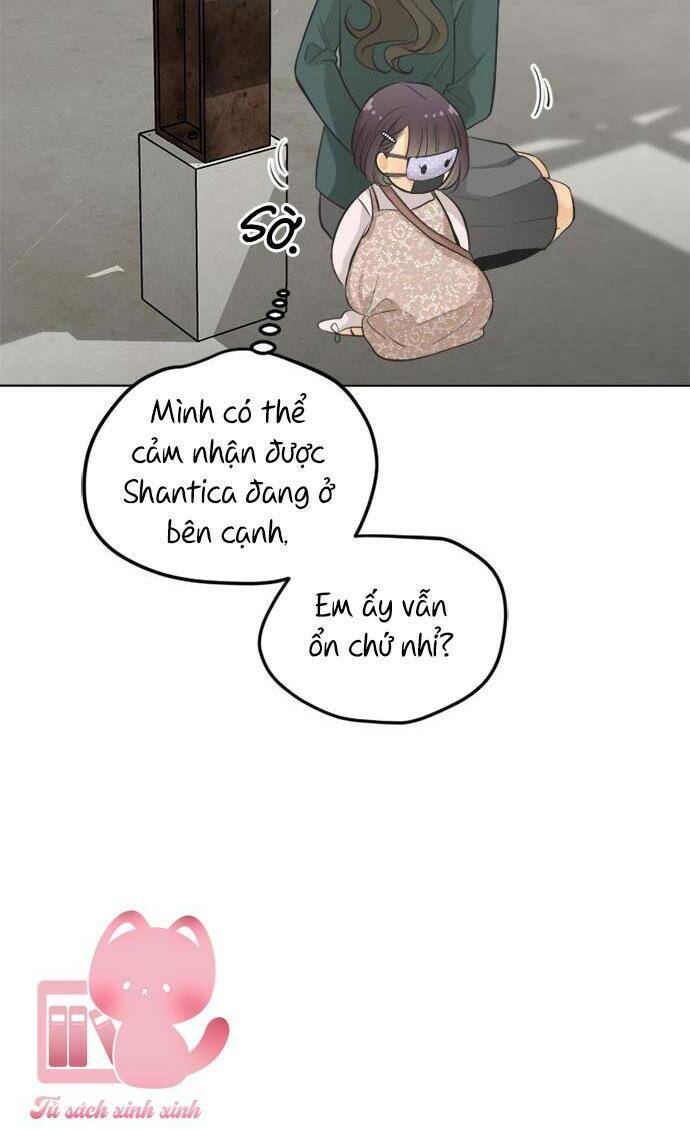 SỜ.
Mình có thể
cảm nhận được
Shantica đang ở
bên cạnh.
Em ấy vẫn
ổn chứ nhỉ?
Tủ sách xinh xinh